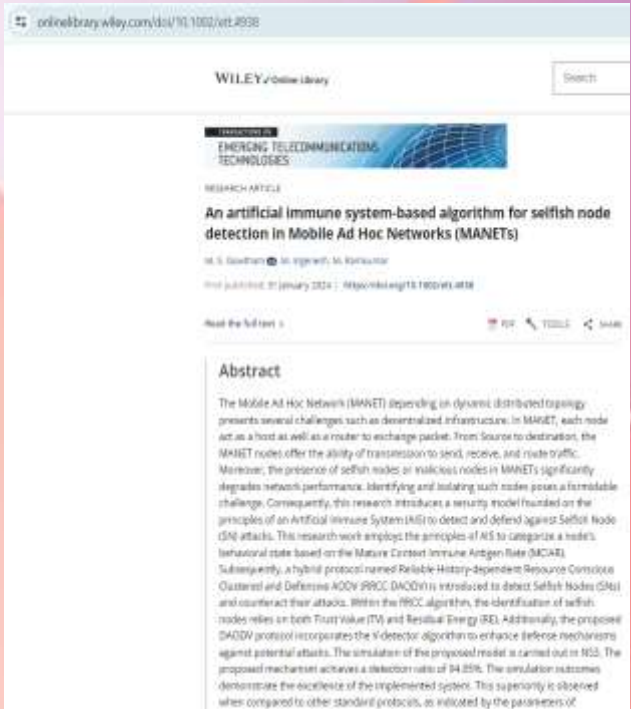 onlinelibrary.wiley.com/doi/10.1002/ett.4938
WILEY Online Library
Search
TRANSACTIONS ON
EMERGING TELECOMMUNICATIONS
TECHNOLOGIES
RESEARCH ARTICLE
An artificial immune system-based algorithm for selfish node
detection in Mobile Ad Hoc Networks (MANETs)
M. S. Gowtham
First published: 31 January 2024 | https://doi.org/10.1002/ett.4938
Read the full text
PDF TOOLS SHARE
Abstract
The Mobile Ad Hoc Network (MANET) depending on dynamic distributed topology
presents several challenges such as decentralized infrastructure. In MANET, each node
act as a host as well as a router to exchange packet. From Source to destination, the
MANET nodes offer the ability of transmission to send, receive, and route traffic.
Moreover, the presence of selfish nodes or malicious nodes in MANETs significantly
degrades network performance. Identifying and isolating such nodes poses a formidable
challenge. Consequently, this research introduces a security model founded on the
principles of an Artificial Immune System (AIS) to detect and defend against Selfish Node
(SN) attacks. This research work employs the principles of AIS to categorize a node's
behavioral state based on the Mature Context Immune Antigen Rate (MCIAR).
Subsequently, a hybrid protocol named Reliable History-dependent Resource Conscious
Clustered and Defensive AODV (RRCC DAODV) is introduced to detect Selfish Nodes (SNs)
and counteract their attacks. Within the RRCC algorithm, the identification of selfish
nodes relies on both Trust Value (TV) and Residual Energy (RE). Additionally, the proposed
DAODV protocol incorporates the V-detector algorithm to enhance defense mechanisms
against potential attacks. The simulation of the proposed model is carried out in NS3. The
proposed mechanism achieves a detection ratio of 94.05%. The simulation outcomes
demonstrate the excellence of the implemented system. This superiority is observed
when compared to other standard protocols, as indicated by the parameters of